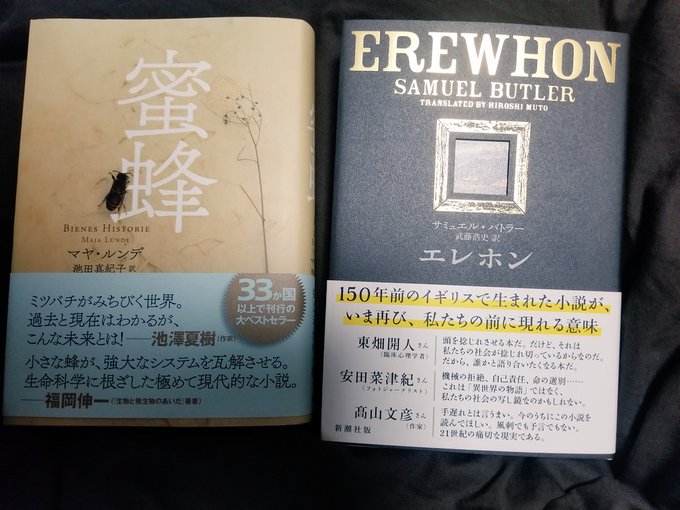 蜜蜂
BIENES HISTORIE
MAJA LUNDE
マヤ・ルンデ
池田真紀子 訳
ミツバチがみちびく世界。
過去と現在はわかるが、
こんな未来とは!——池澤夏樹(作家)
33か国
以上で刊行の
大ベストセラー
小さな蜂が、強大なシステムを瓦解させる。
生命科学に根ざした極めて現代的な小説。
——福岡伸一(『生物と無生物のあいだ』著者)
EREWHON
SAMUEL BUTLER
TRANSLATED BY HIROSHI MUTO
サミュエル・バトラー
武藤浩史 訳
エレホン
150年前のイギリスで生まれた小説が、
いま再び、私たちの前に現れる意味
東畑開人さん
(臨床心理学者)
頭を捻じらせる本だ。だけど、それは
私たちの社会が捻じれ切っているからなのだ。
だから、誰かと語り合いたくなる本だ。
安田菜津紀さん
(フォトジャーナリスト)
機械の拒絶、自己責任、命の選別……
これは「異世界の物語」ではなく、
私たちの社会の写し鏡なのかもしれない。
髙山文彦さん
(作家)
手遅れとは言うまい。今のうちにこの小説を
読んでほしい。風刺でも予言でもない。
21世紀の痛切な現実である。
新潮社版